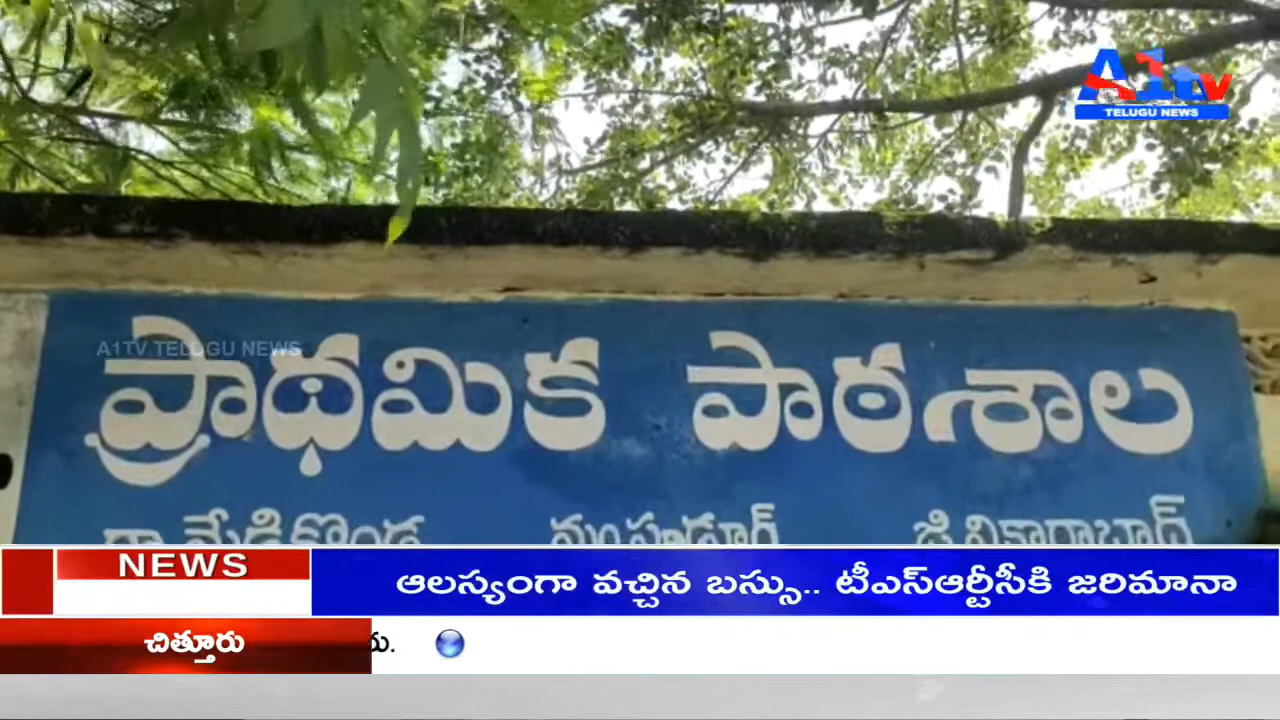 A1tv
TELUGU NEWS
A1TV TELUGU NEWS
ప్రాథమిక పాఠశాల
గ్రా మేడికొండ మం పూడూర్ జి వికారాబాద్
NEWS
ఆలస్యంగా వచ్చిన బస్సు.. టీఎస్ఆర్టీసీకి జరిమానా
చిత్తూరు